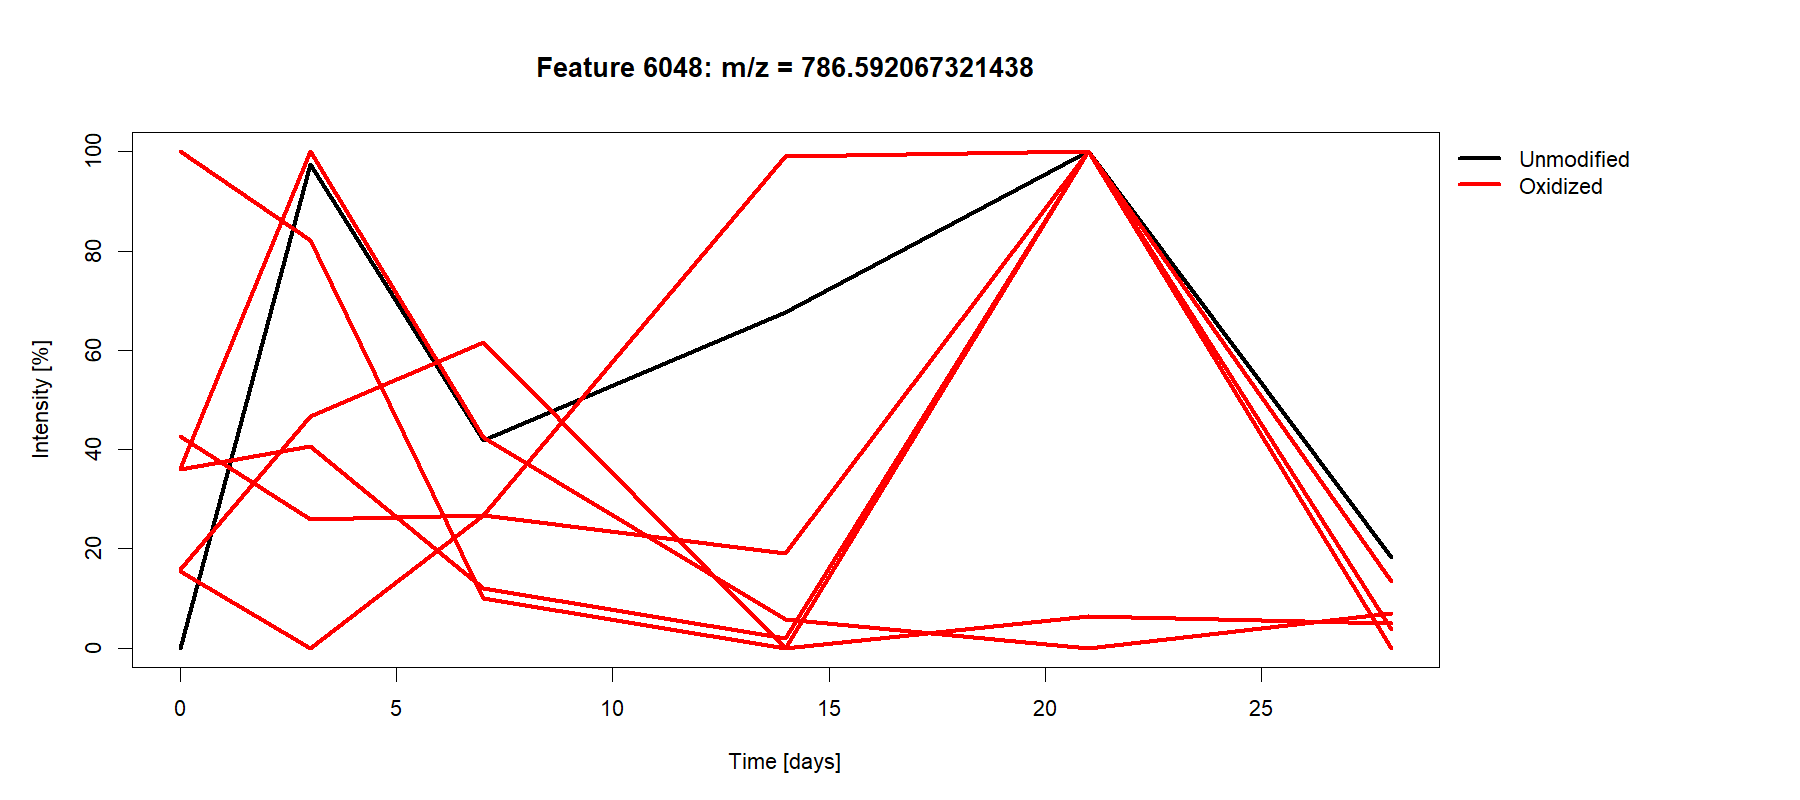 Feature 6048: m/z = 786.592067321438
Unmodified
Oxidized
Intensity [%]
100
80
60
40
20
0
0 5 10 15 20 25
Time [days]